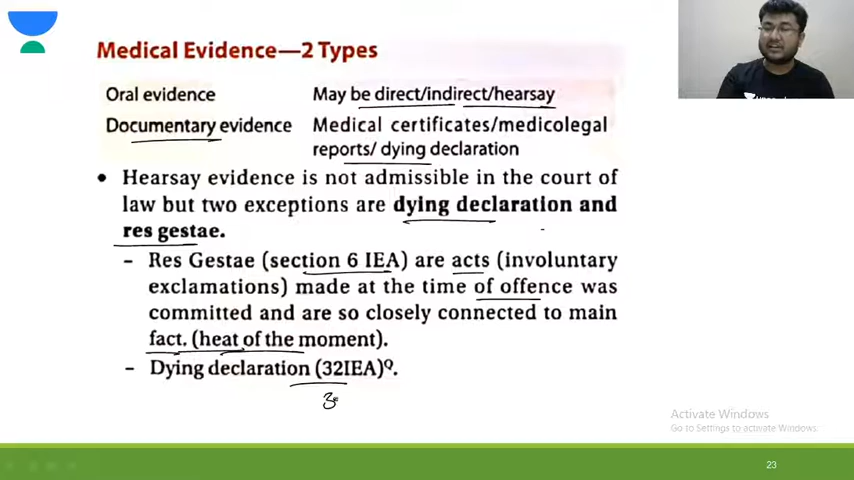 Medical Evidence—2 Types
Oral evidence May be direct/indirect/hearsay
Documentary evidence Medical certificates/medicolegal
reports/ dying declaration
• Hearsay evidence is not admissible in the court of
law but two exceptions are dying declaration and
res gestae.
– Res Gestae (section 6 IEA) are acts (involuntary
exclamations) made at the time of offence was
committed and are so closely connected to main
fact. (heat of the moment).
– Dying declaration (32IEA)Q.
3
Activate Windows
Go to Settings to activate Windows.
23